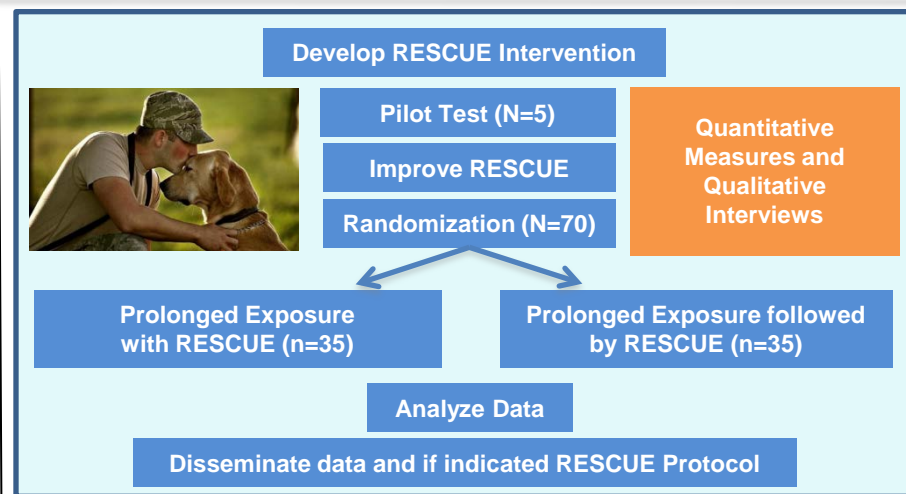 Develop RESCUE Intervention
Pilot Test (N=5)
Improve RESCUE
Randomization (N=70)
Quantitative
Measures and
Qualitative
Interviews
Prolonged Exposure
with RESCUE (n=35)
Prolonged Exposure followed
by RESCUE (n=35)
Analyze Data
Disseminate data and if indicated RESCUE Protocol